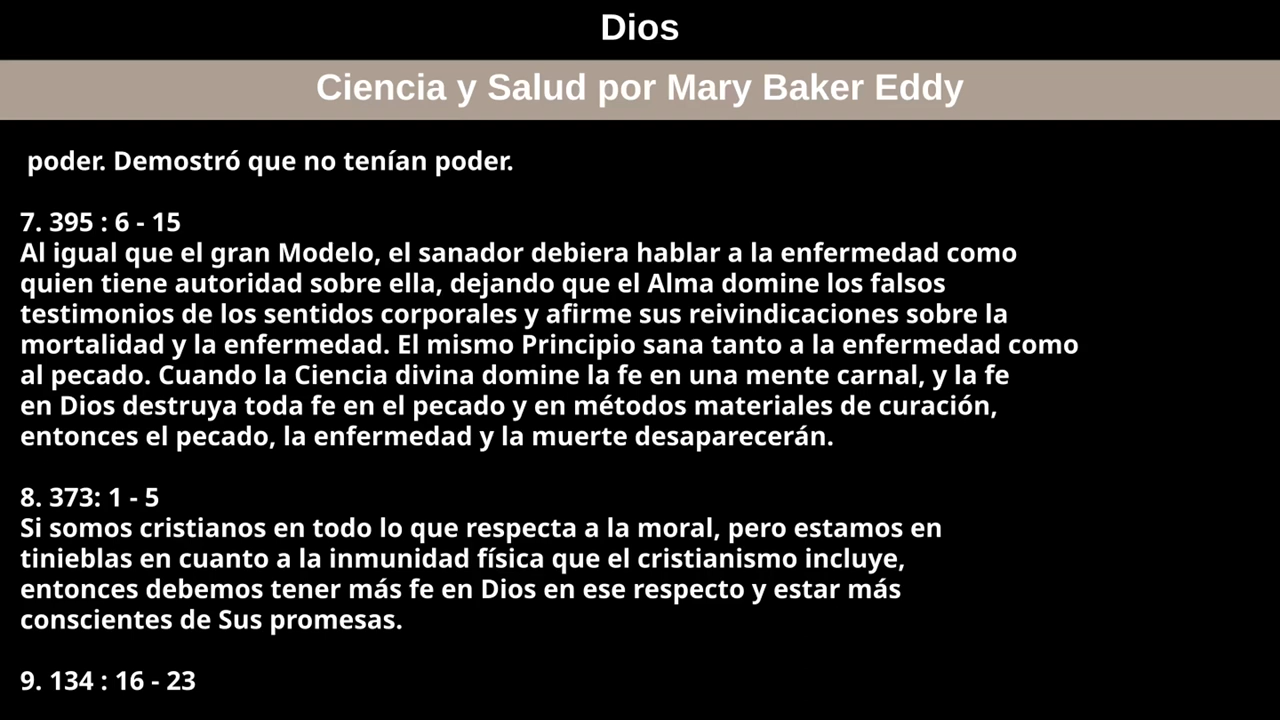 Dios
Ciencia y Salud por Mary Baker Eddy
poder. Demostró que no tenían poder.
7. 395 : 6 - 15
Al igual que el gran Modelo, el sanador debiera hablar a la enfermedad como
quien tiene autoridad sobre ella, dejando que el Alma domine los falsos
testimonios de los sentidos corporales y afirme sus reivindicaciones sobre la
mortalidad y la enfermedad. El mismo Principio sana tanto a la enfermedad como
al pecado. Cuando la Ciencia divina domine la fe en una mente carnal, y la fe
en Dios destruya toda fe en el pecado y en métodos materiales de curación,
entonces el pecado, la enfermedad y la muerte desaparecerán.
8. 373: 1 - 5
Si somos cristianos en todo lo que respecta a la moral, pero estamos en
tinieblas en cuanto a la inmunidad física que el cristianismo incluye,
entonces debemos tener más fe en Dios en ese respecto y estar más
conscientes de Sus promesas.
9. 134 : 16 - 23